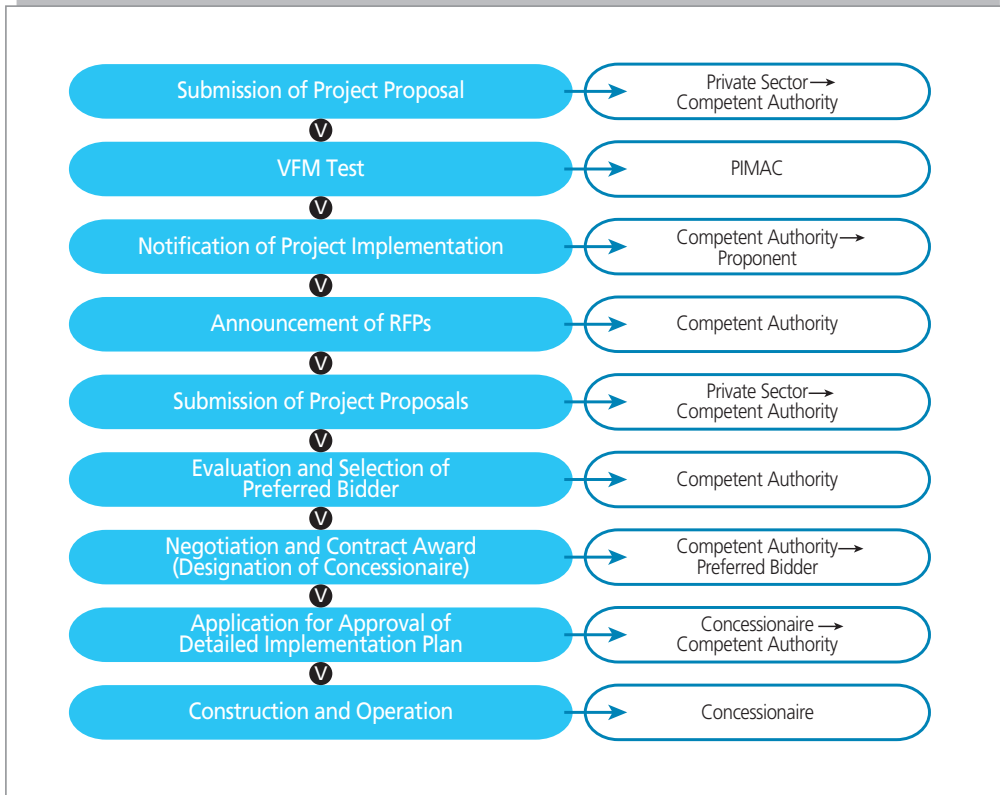 Submission of Project Proposal
Private Sector→
Competent Authority
V
VFM Test
PIMAC
V
Notification of Project Implementation
Competent Authority→
Proponent
V
Announcement of RFPs
Competent Authority
V
Submission of Project Proposals
Private Sector→
Competent Authority
V
Evaluation and Selection of
Preferred Bidder
Competent Authority
V
Negotiation and Contract Award
(Designation of Concessionaire)
Competent Authority→
Preferred Bidder
V
Application for Approval of
Detailed Implementation Plan
Concessionaire→
Competent Authority
V
Construction and Operation
Concessionaire